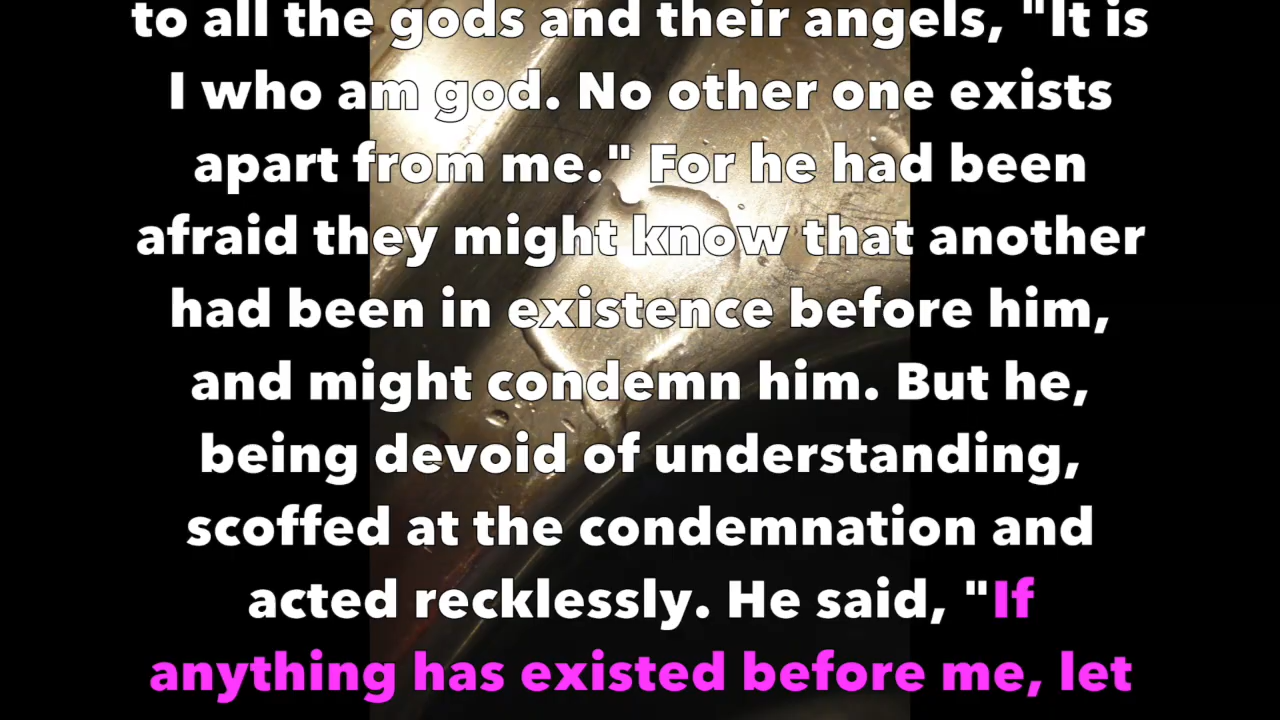 to all the gods and their angels, "It is
I who am god. No other one exists
apart from me." For he had been
afraid they might know that another
had been in existence before him,
and might condemn him. But he,
being devoid of understanding,
scoffed at the condemnation and
acted recklessly. He said, "If
anything has existed before me, let